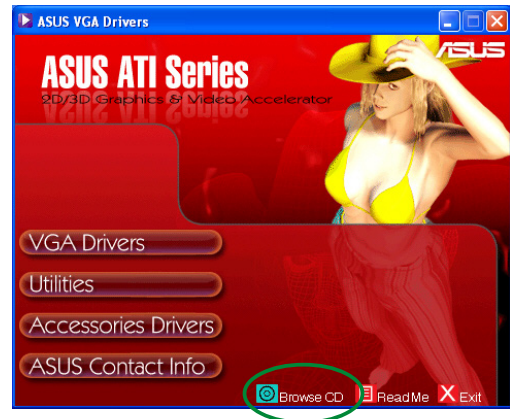 ASUS VGA Drivers
ASUS
ASUS ATI Series
2D/3D Graphics & Video Accelerator
VGA Drivers
Utilities
Accessories Drivers
ASUS Contact Info
Browse CD ReadMe Exit